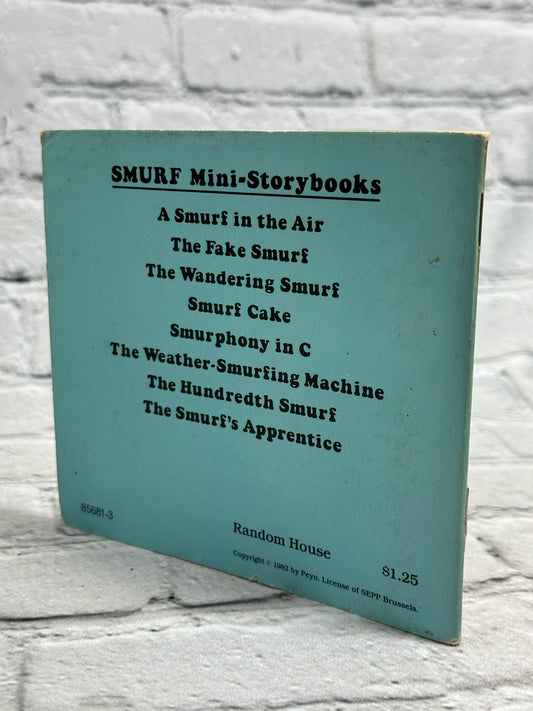 SMURF Mini-Storybooks
A Smurf in the Air
The Fake Smurf
The Wandering Smurf
Smurf Cake
Smurphony in C
The Weather-Smurfing Machine
The Hundredth Smurf
The Smurf's Apprentice
85681-3
Random House
$1.25
Copyright © 1982 by Peyo. License of SEPP Brussels.